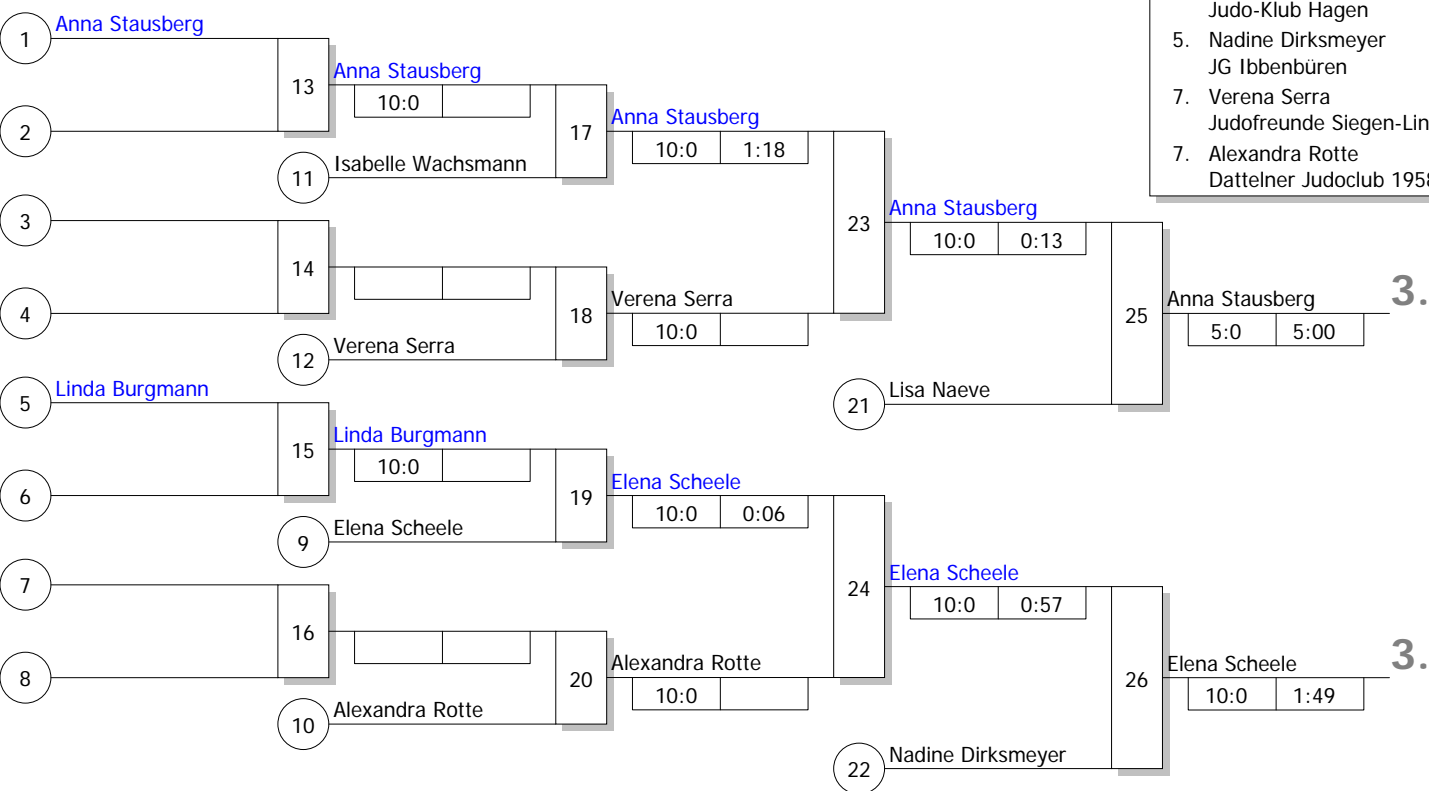 Judo-Klub Hagen
5. Nadine Dirksmeyer
JG Ibbenbüren
7. Verena Serra
Judofreunde Siegen-Lin
7. Alexandra Rotte
Dattelner Judoclub 1958
1 Anna Stausberg
13 Anna Stausberg
10:0
2
17 Anna Stausberg
10:0 1:18
11 Isabelle Wachsmann
3
23 Anna Stausberg
10:0 0:13
14
4
18 Verena Serra
10:0
12 Verena Serra
25 Anna Stausberg 3.
5:0 5:00
5 Linda Burgmann
21 Lisa Naeve
15 Linda Burgmann
10:0
6
19 Elena Scheele
10:0 0:06
9 Elena Scheele
7
24 Elena Scheele
10:0 0:57
16
8
20 Alexandra Rotte
10:0
10 Alexandra Rotte
26 Elena Scheele 3.
10:0 1:49
22 Nadine Dirksmeyer